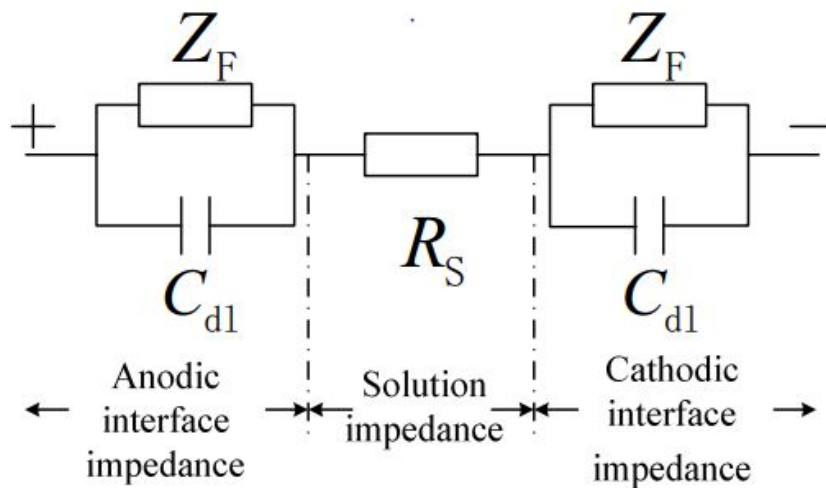 Z_F
Z_F
+
−
R_S
C_dl
C_dl
Anodic
interface
impedance
Solution
impedance
Cathodic
interface
impedance